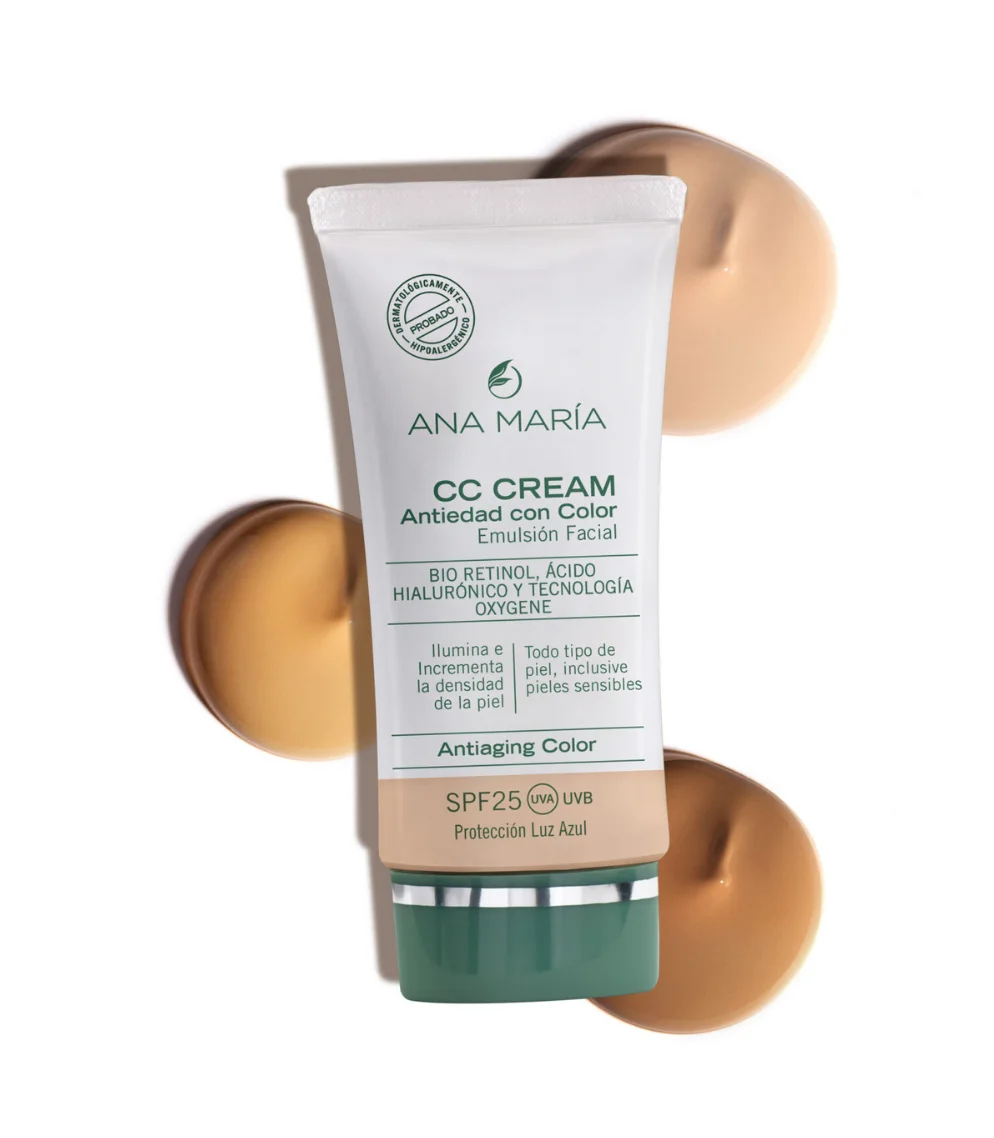 DERMATOLÓGICAMENTE
PROBADO
HIPOALERGÉNICO
ANA MARÍA
CC CREAM
Antiedad con Color
Emulsión Facial
BIO RETINOL, ÁCIDO
HIALURÓNICO Y TECNOLOGÍA
OXYGENE
Ilumina e
Incrementa
la densidad
de la piel
Todo tipo de
piel, inclusive
pieles sensibles
Antiaging Color
SPF25 UVA UVB
Protección Luz Azul